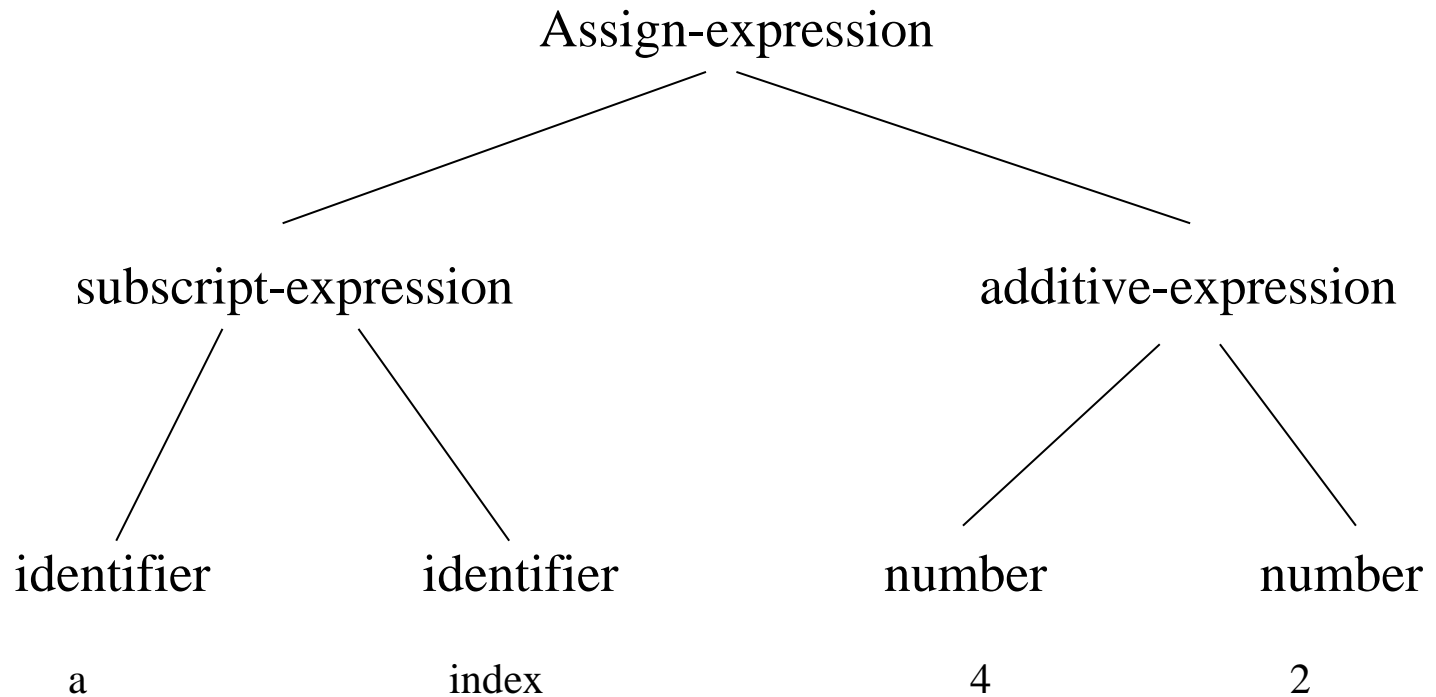 Assign-expression
subscript-expression additive-expression
identifier identifier number number
a index 4 2